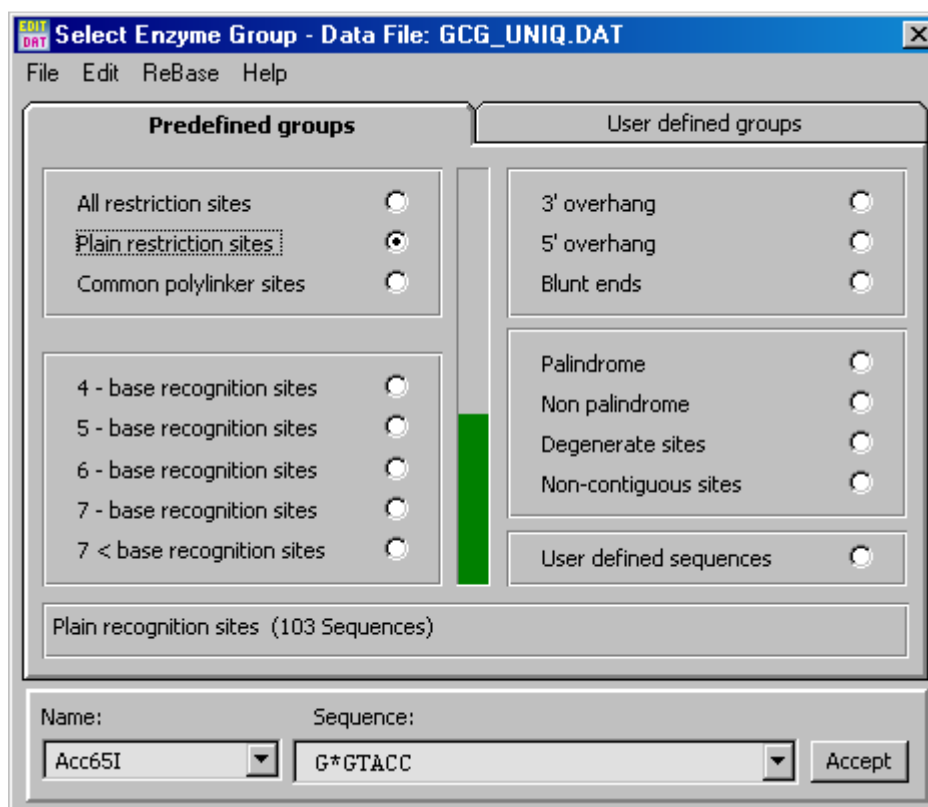 EDIT DAT Select Enzyme Group - Data File: GCG_UNIQ.DAT
File Edit ReBase Help
Predefined groups
User defined groups
All restriction sites
Plain restriction sites
Common polylinker sites
4 - base recognition sites
5 - base recognition sites
6 - base recognition sites
7 - base recognition sites
7 < base recognition sites
3' overhang
5' overhang
Blunt ends
Palindrome
Non palindrome
Degenerate sites
Non-contiguous sites
User defined sequences
Plain recognition sites (103 Sequences)
Name: Sequence:
Acc65I G*GTACC Accept